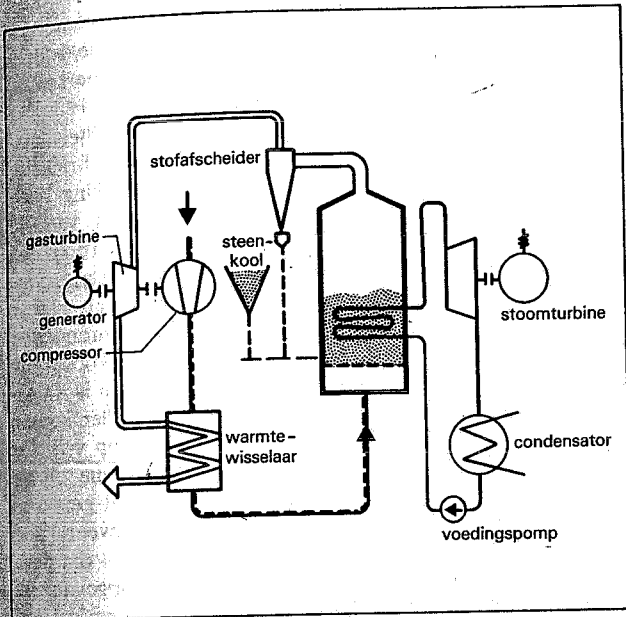 stofafscheider
steen-
kool
gasturbine
generator
compressor
stoomturbine
warmte-
wisselaar
condensator
voedingspomp